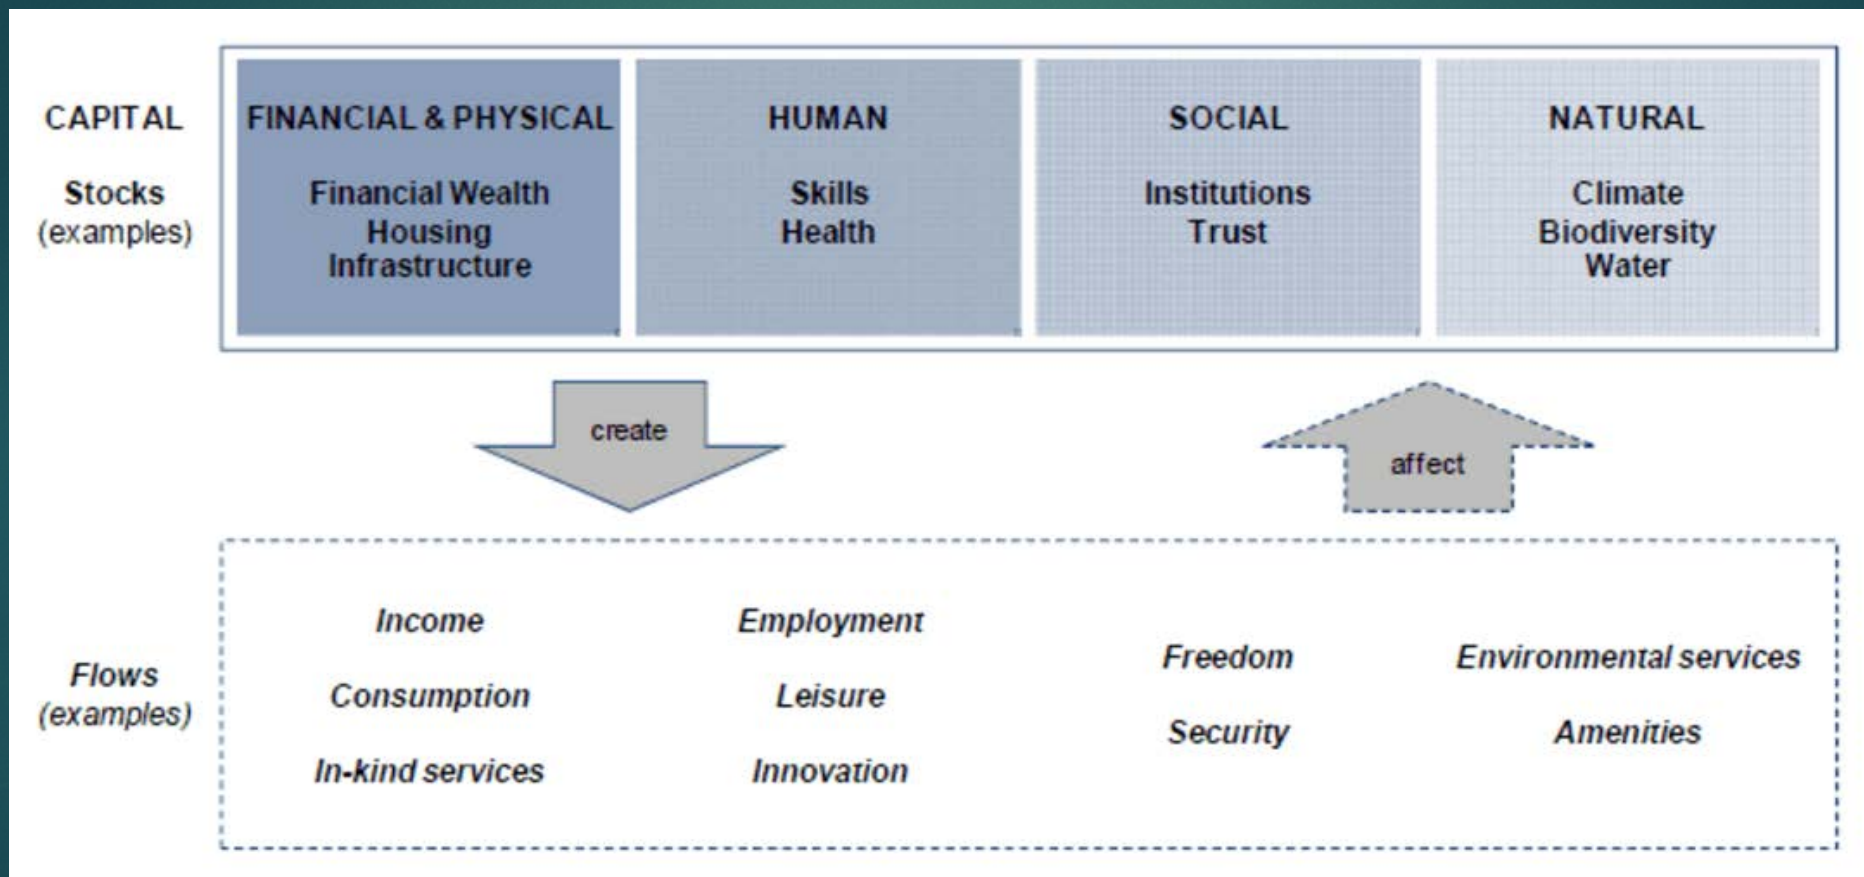 CAPITAL
FINANCIAL & PHYSICAL
HUMAN
SOCIAL
NATURAL
Stocks
(examples)
Financial Wealth
Housing
Infrastructure
Skills
Health
Institutions
Trust
Climate
Biodiversity
Water
create
affect
Flows
(examples)
Income
Consumption
In-kind services
Employment
Leisure
Innovation
Freedom
Security
Environmental services
Amenities